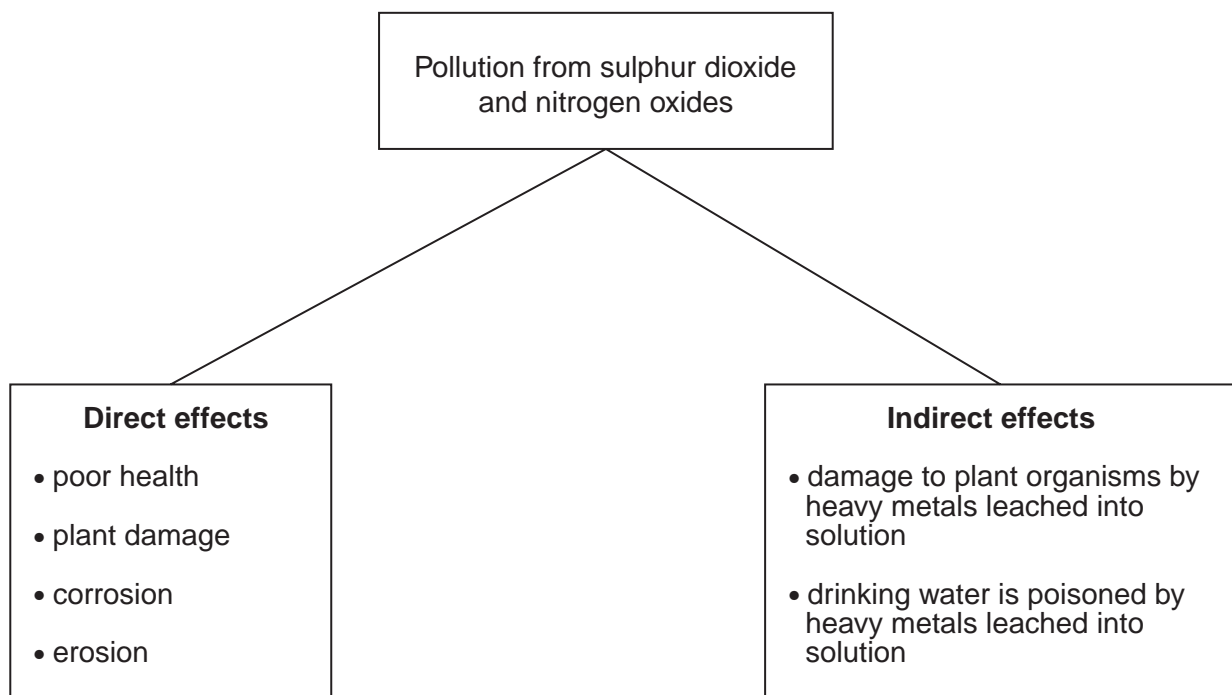 Pollution from sulphur dioxide
and nitrogen oxides
Direct effects
• poor health
• plant damage
• corrosion
• erosion
Indirect effects
• damage to plant organisms by
heavy metals leached into
solution
• drinking water is poisoned by
heavy metals leached into
solution